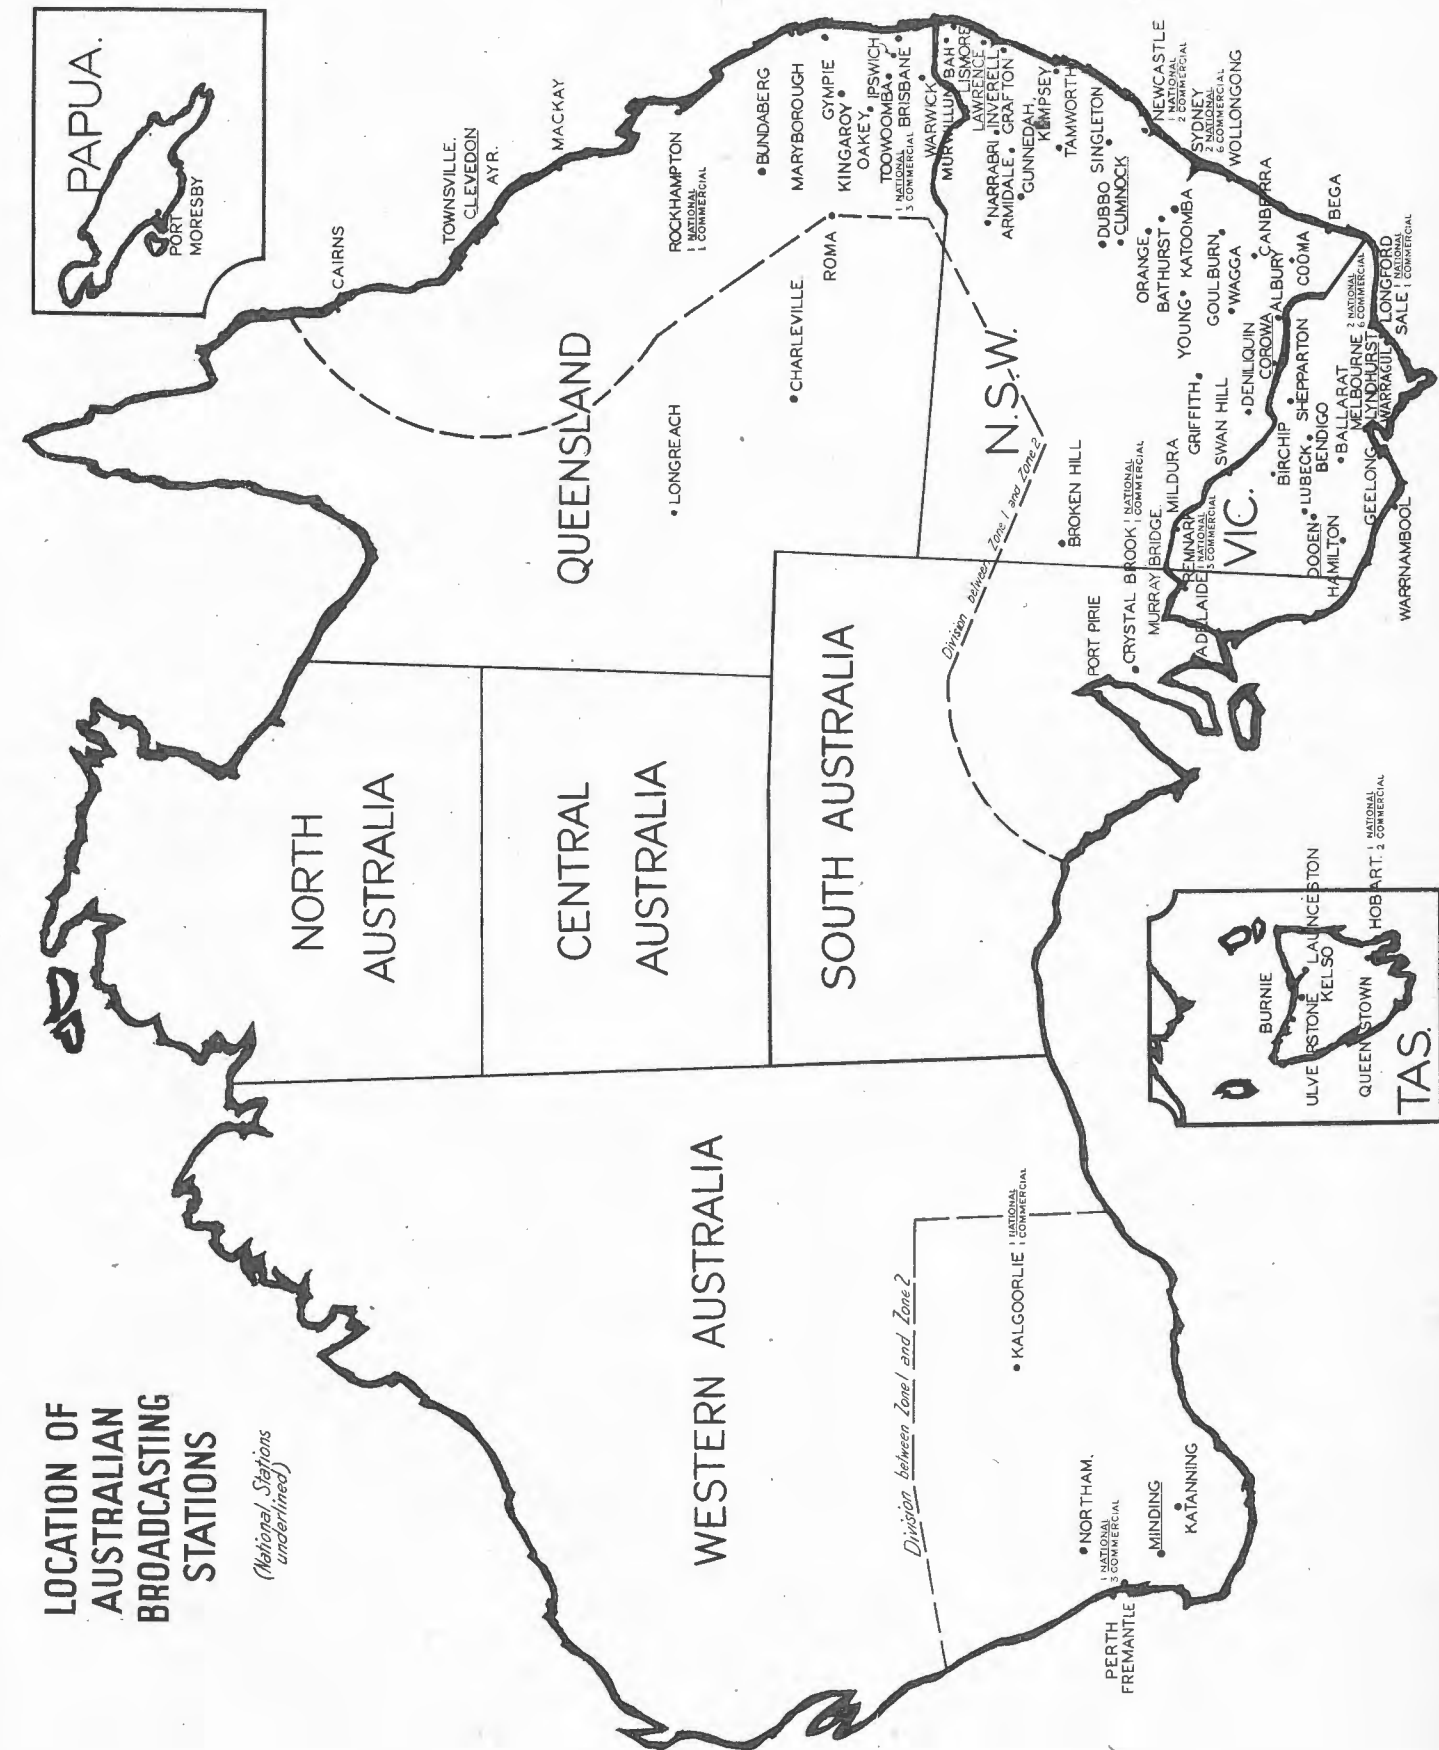 LOCATION OF
AUSTRALIAN
BROADCASTING
STATIONS
(National Stations
underlined)
PAPUA.
PORT
MORESBY
CAIRNS
TOWNSVILLE.
CLEVEDON
AYR.
MACKAY
ROCKHAMPTON
1 NATIONAL
1 COMMERCIAL
BUNDABERG
MARYBOROUGH
GYMPIE
KINGAROY
OAKEY
IPSWICH
TOOWOOMBA
BRISBANE
1 NATIONAL
3 COMMERCIAL
WARWICK
ROMA
CHARLEVILLE
LONGREACH
QUEENSLAND
NORTH
AUSTRALIA
CENTRAL
AUSTRALIA
SOUTH AUSTRALIA
WESTERN AUSTRALIA
N.S.W.
MURWILLUMBAH
LISMORE
LAWRENCE
NARRABRI
INVERELL
ARMIDALE
GRAFTON
GUNNEDAH
KEMPSEY
TAMWORTH
DUBBO
SINGLETON
CUMNOCK
NEWCASTLE
1 NATIONAL
2 COMMERCIAL
SYDNEY
2 NATIONAL
6 COMMERCIAL
WOLLONGONG
ORANGE
BATHURST
YOUNG
KATOOMBA
GOULBURN
WAGGA
CANBERRA
ALBURY
COOMA
BEGA
COROWA
DENILIQUIN
GRIFFITH
BROKEN HILL
Division between Zone 1 and Zone 2
VIC.
MILDURA
SWAN HILL
BIRCHIP
SHEPPARTON
LUBECK
BENDIGO
DOOEN
HAMILTON
BALLARAT
MELBOURNE
2 NATIONAL
6 COMMERCIAL
GEELONG
LYNDHURST
WARRAGUL
LONGFORD
SALE
1 NATIONAL
1 COMMERCIAL
WARRNAMBOOL
PORT PIRIE
CRYSTAL BROOK
1 NATIONAL
1 COMMERCIAL
MURRAY BRIDGE
REMNARK
ADELAIDE
1 NATIONAL
3 COMMERCIAL
Division between Zone 1 and Zone 2
KALGOORLIE
1 NATIONAL
1 COMMERCIAL
NORTHAM.
1 NATIONAL
3 COMMERCIAL
PERTH
FREMANTLE
MINDING
KATANNING
BURNIE
ULVERSTONE
LAUNCESTON
KELSO
QUEENSTOWN
HOBART.
1 NATIONAL
2 COMMERCIAL
TAS.